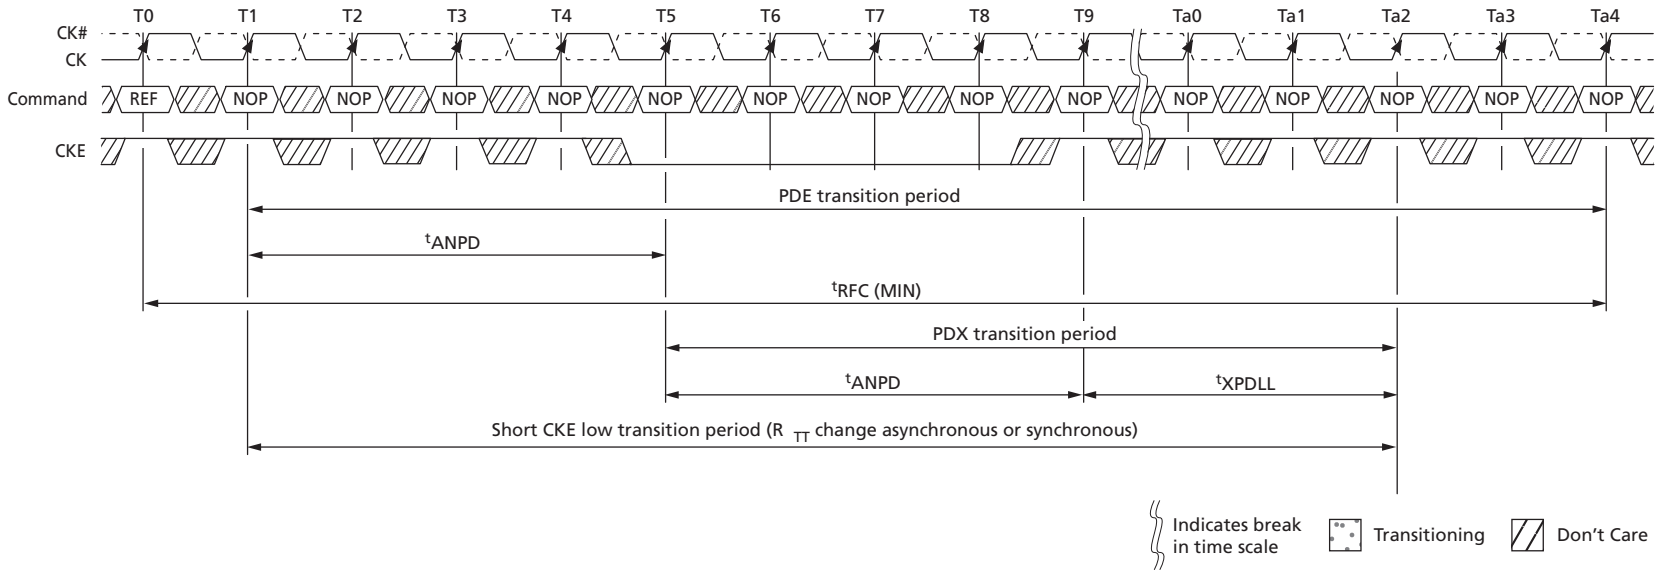 T0 T1 T2 T3 T4 T5 T6 T7 T8 T9 Ta0 Ta1 Ta2 Ta3 Ta4
CK#
CK
Command REF NOP NOP NOP NOP NOP NOP NOP NOP NOP NOP NOP NOP NOP NOP
CKE
PDE transition period
tANPD
tRFC (MIN)
PDX transition period
tANPD tXPDLL
Short CKE low transition period (R TT change asynchronous or synchronous)
Indicates break
in time scale
Transitioning
Don't Care